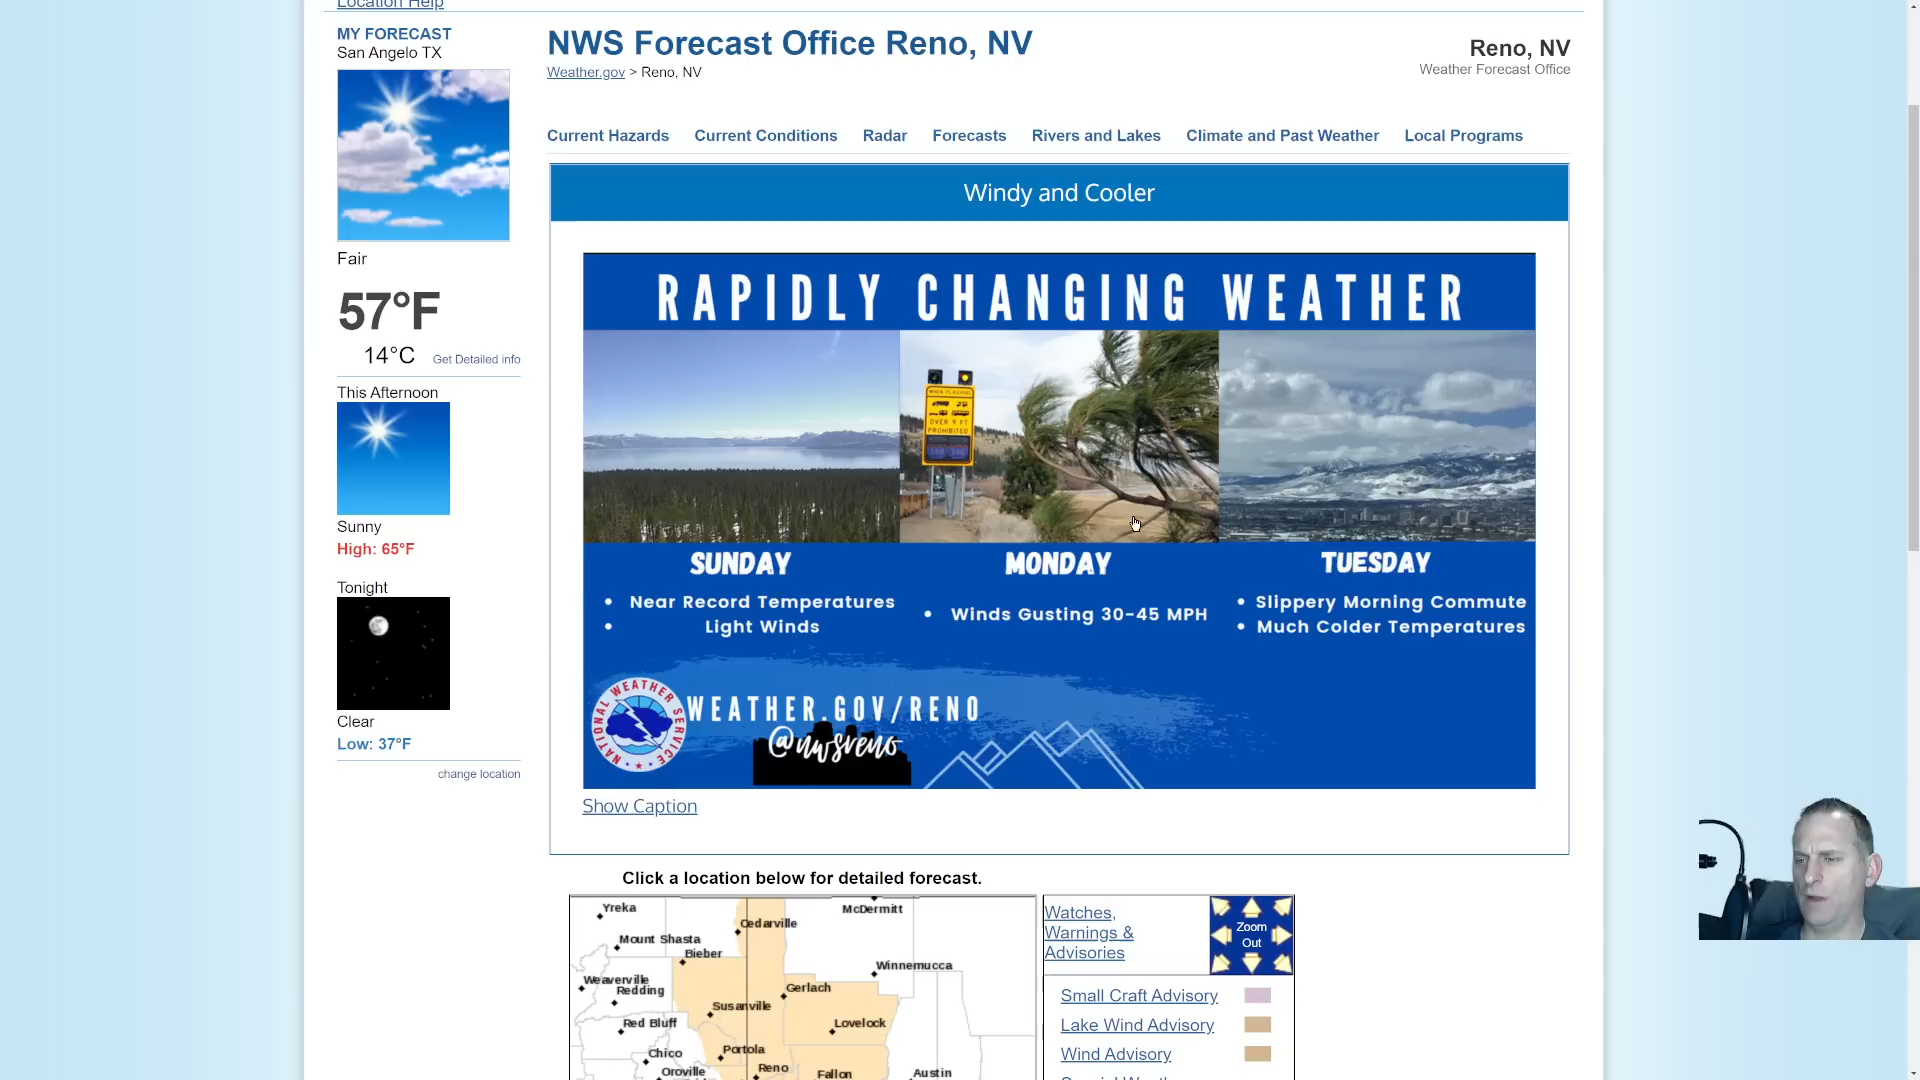 Location Help
MY FORECAST
San Angelo TX
Fair
57°F
14°C
Get Detailed info
This Afternoon
Sunny
High: 65°F
Tonight
Clear
Low: 37°F
change location
NWS Forecast Office Reno, NV
Weather.gov > Reno, NV
Reno, NV
Weather Forecast Office
Current Hazards
Current Conditions
Radar
Forecasts
Rivers and Lakes
Climate and Past Weather
Local Programs
Windy and Cooler
RAPIDLY CHANGING WEATHER
WHEN FLASHING
OVER 9 FT
PROHIBITED
SUNDAY
• Near Record Temperatures
• Light Winds
MONDAY
• Winds Gusting 30-45 MPH
TUESDAY
• Slippery Morning Commute
• Much Colder Temperatures
NATIONAL WEATHER SERVICE
WEATHER.GOV/RENO
@nwsreno
Show Caption
Click a location below for detailed forecast.
Yreka
McDermitt
Cedarville
Mount Shasta
Bieber
Winnemucca
Weaverville
Redding
Gerlach
Susanville
Red Bluff
Lovelock
Chico
Portola
Oroville
Reno
Fallon
Austin
Watches,
Warnings &
Advisories
Zoom
Out
Small Craft Advisory
Lake Wind Advisory
Wind Advisory